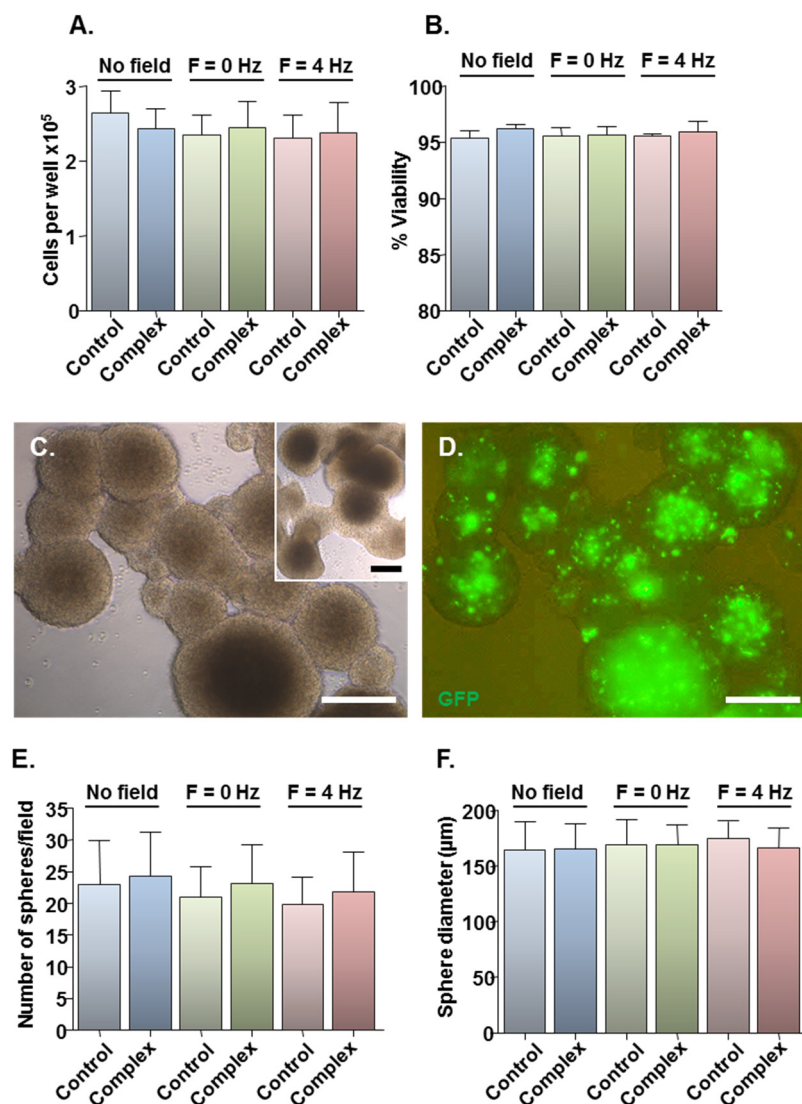 A.
No field F = 0 Hz F = 4 Hz
Cells per well x10⁵
3
2
1
0
Control Complex Control Complex Control Complex
B.
No field F = 0 Hz F = 4 Hz
% Viability
100
95
90
85
80
Control Complex Control Complex Control Complex
C.
D.
GFP
E.
No field F = 0 Hz F = 4 Hz
Number of spheres/field
35
30
25
20
15
10
5
0
Control Complex Control Complex Control Complex
F.
No field F = 0 Hz F = 4 Hz
Sphere diameter (µm)
200
150
100
50
0
Control Complex Control Complex Control Complex